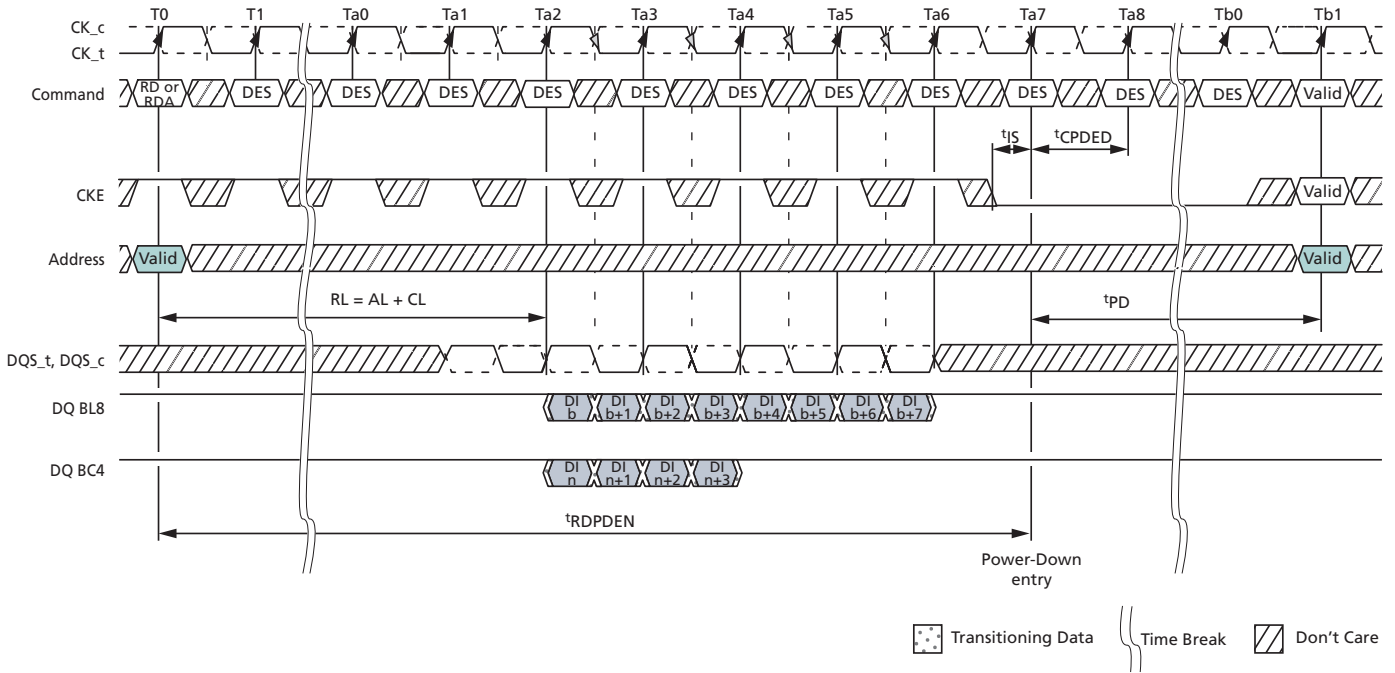 T0 T1 Ta0 Ta1 Ta2 Ta3 Ta4 Ta5 Ta6 Ta7 Ta8 Tb0 Tb1
CK_c
CK_t
Command RD or RDA DES DES DES DES DES DES DES DES DES DES DES Valid
tIS tCPDED
CKE Valid
Address Valid Valid
RL = AL + CL tPD
DQS_t, DQS_c
DQ BL8 DI b DI b+1 DI b+2 DI b+3 DI b+4 DI b+5 DI b+6 DI b+7
DQ BC4 DI n DI n+1 DI n+2 DI n+3
tRDPDEN
Power-Down
entry
Transitioning Data Time Break Don't Care